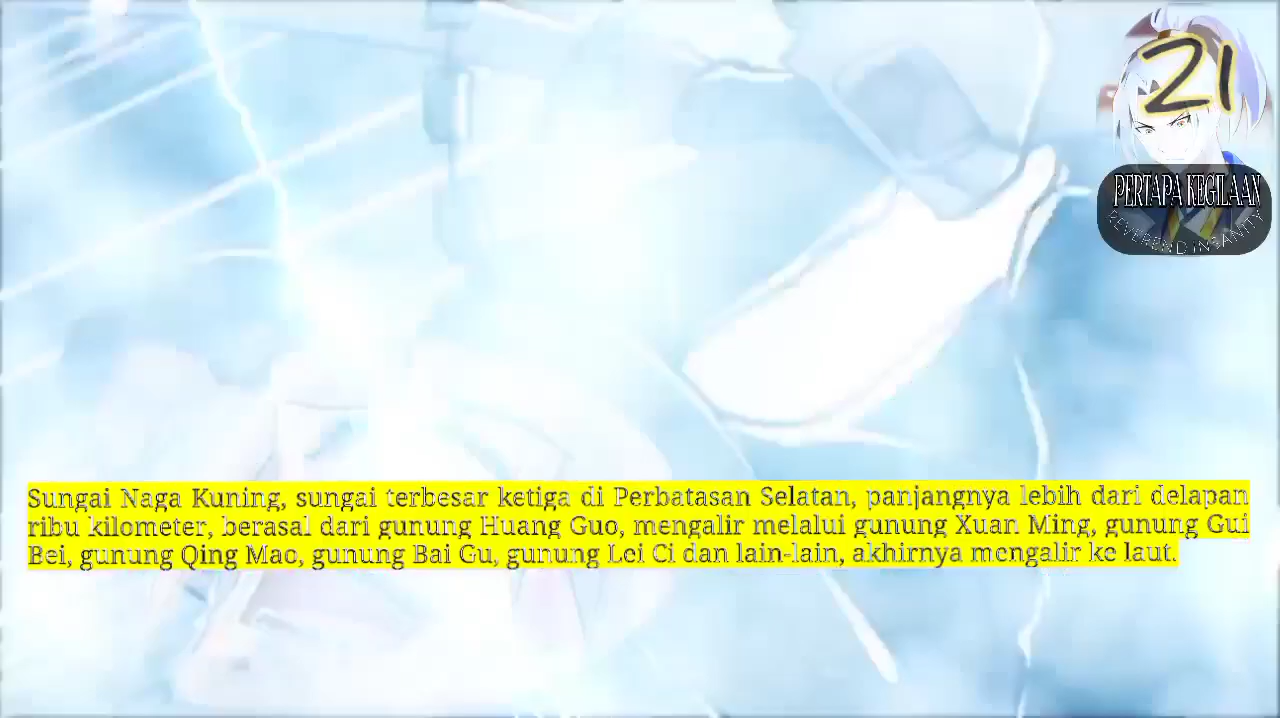 21
PERTAPA KEGILAAN
REVEREND INSANITY
Sungai Naga Kuning, sungai terbesar ketiga di Perbatasan Selatan, panjangnya lebih dari delapan
ribu kilometer, berasal dari gunung Huang Guo, mengalir melalui gunung Xuan Ming, gunung Gui
Bei, gunung Qing Mao, gunung Bai Gu, gunung Lei Ci dan lain-lain, akhirnya mengalir ke laut.